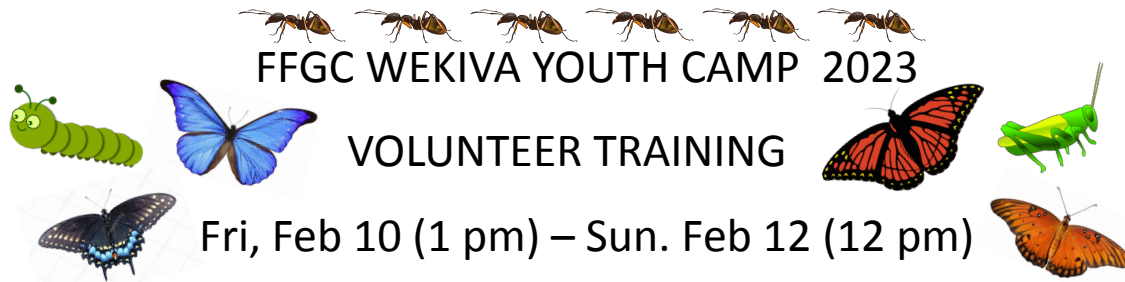 FFGC WEKIVA YOUTH CAMP 2023
VOLUNTEER TRAINING
Fri, Feb 10 (1 pm) – Sun. Feb 12 (12 pm)